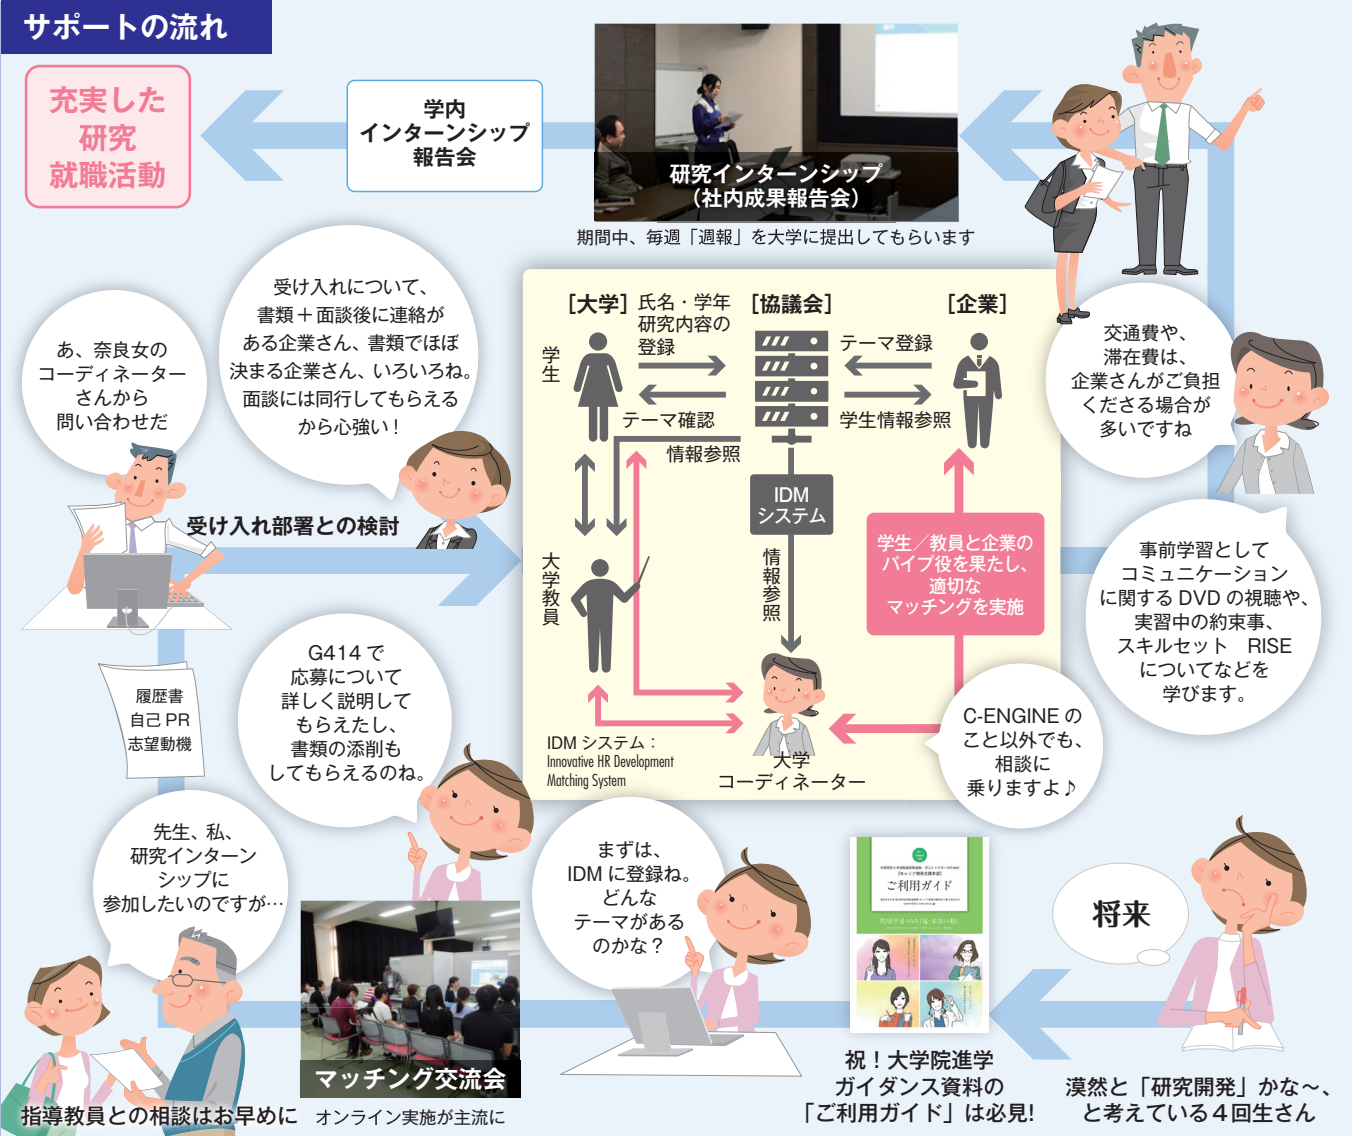 サポートの流れ
充実した
研究
就職活動
学内
インターンシップ
報告会
研究インターンシップ
（社内成果報告会）
期間中、毎週「週報」を大学に提出してもらいます
あ、奈良女の
コーディネーター
さんから
問い合わせだ
受け入れについて、
書類＋面談後に連絡が
ある企業さん、書類でほぼ
決まる企業さん、いろいろね。
面談には同行してもらえる
から心強い！
受け入れ部署との検討
［大学］
氏名・学年
研究内容の
登録
［協議会］
［企業］
学生
テーマ登録
テーマ確認
学生情報参照
情報参照
IDM
システム
情報参照
大学教員
学生／教員と企業の
パイプ役を果たし、
適切な
マッチングを実施
IDM システム：
Innovative HR Development
Matching System
大学
コーディネーター
交通費や、
滞在費は、
企業さんがご負担
くださる場合が
多いですね
事前学習として
コミュニケーション
に関する DVD の視聴や、
実習中の約束事、
スキルセット　RISE
についてなどを
学びます。
C-ENGINE の
こと以外でも、
相談に
乗りますよ♪
履歴書
自己 PR
志望動機
G414 で
応募について
詳しく説明して
もらえたし、
書類の添削も
してもらえるのね。
先生、私、
研究インターン
シップに
参加したいのですが…
指導教員との相談はお早めに
マッチング交流会
オンライン実施が主流に
まずは、
IDM に登録ね。
どんな
テーマがある
のかな？
ご利用ガイド
祝！大学院進学
ガイダンス資料の
「ご利用ガイド」は必見!
将来
漠然と「研究開発」かな〜、
と考えている４回生さん